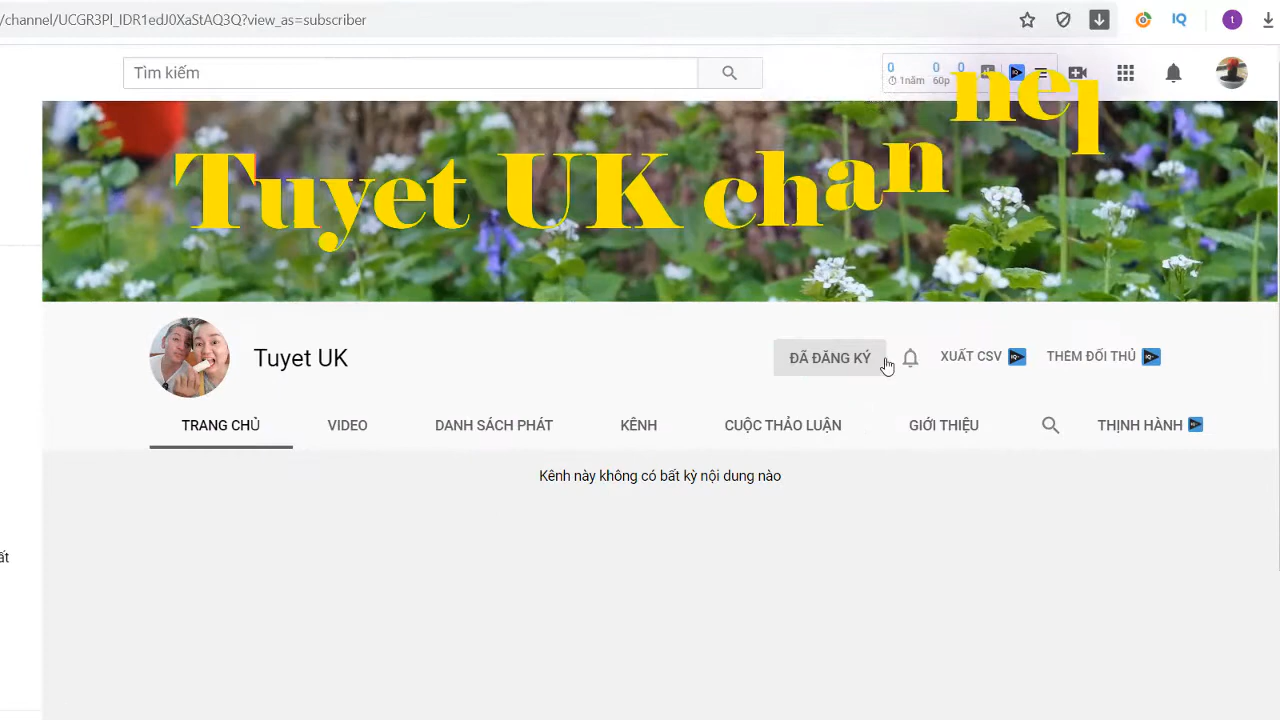 /channel/UCGR3Pl_IDR1edJ0XaStAQ3Q?view_as=subscriber
IQ
t
Tìm kiếm
0 0 0
1năm 60p
Tuyet UK channel
Tuyet UK
ĐÃ ĐĂNG KÝ
XUẤT CSV
THÊM ĐỐI THỦ
TRANG CHỦ
VIDEO
DANH SÁCH PHÁT
KÊNH
CUỘC THẢO LUẬN
GIỚI THIỆU
THỊNH HÀNH
Kênh này không có bất kỳ nội dung nào
ất